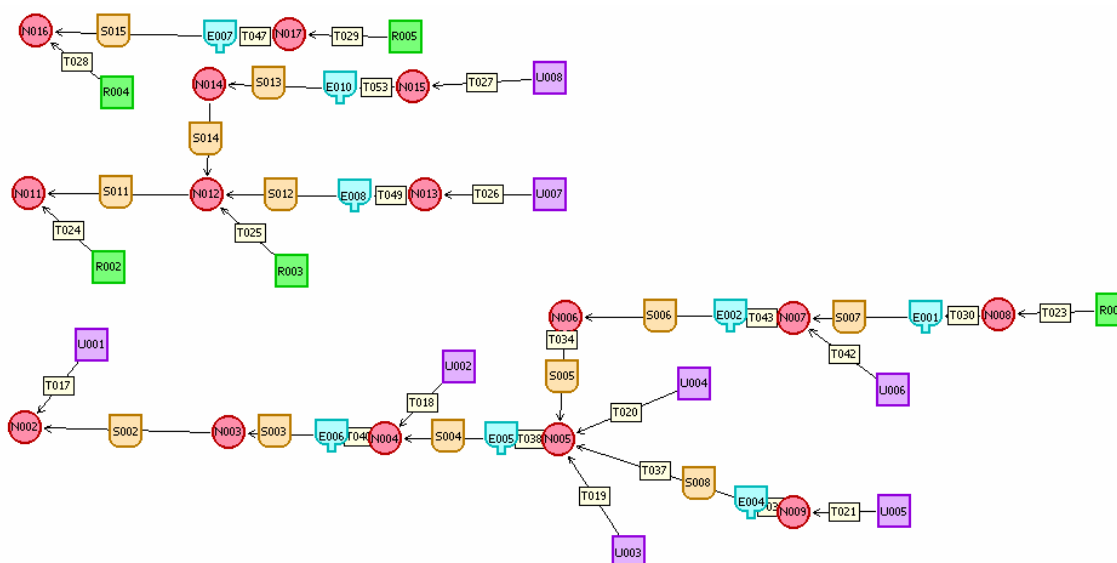 N016 S015 E007 T047 N017 T029 R005
T028
R004
N014 S013 E010 T053 N015 T027 U008
S014
N011 S011 N012 S012 E008 T049 N013 T026 U007
T024 T025
R002 R003
N006 S006 E002 T043 N007 S007 E001 T030 N008 T023
T034
U001 U002 S005 T042
T017 T018 U004 U006
T020
N002 S002 N003 S003 E006 N004 S004 E005 T038 N005
T037 S008
T019 E004 N009 T021 U005
U003